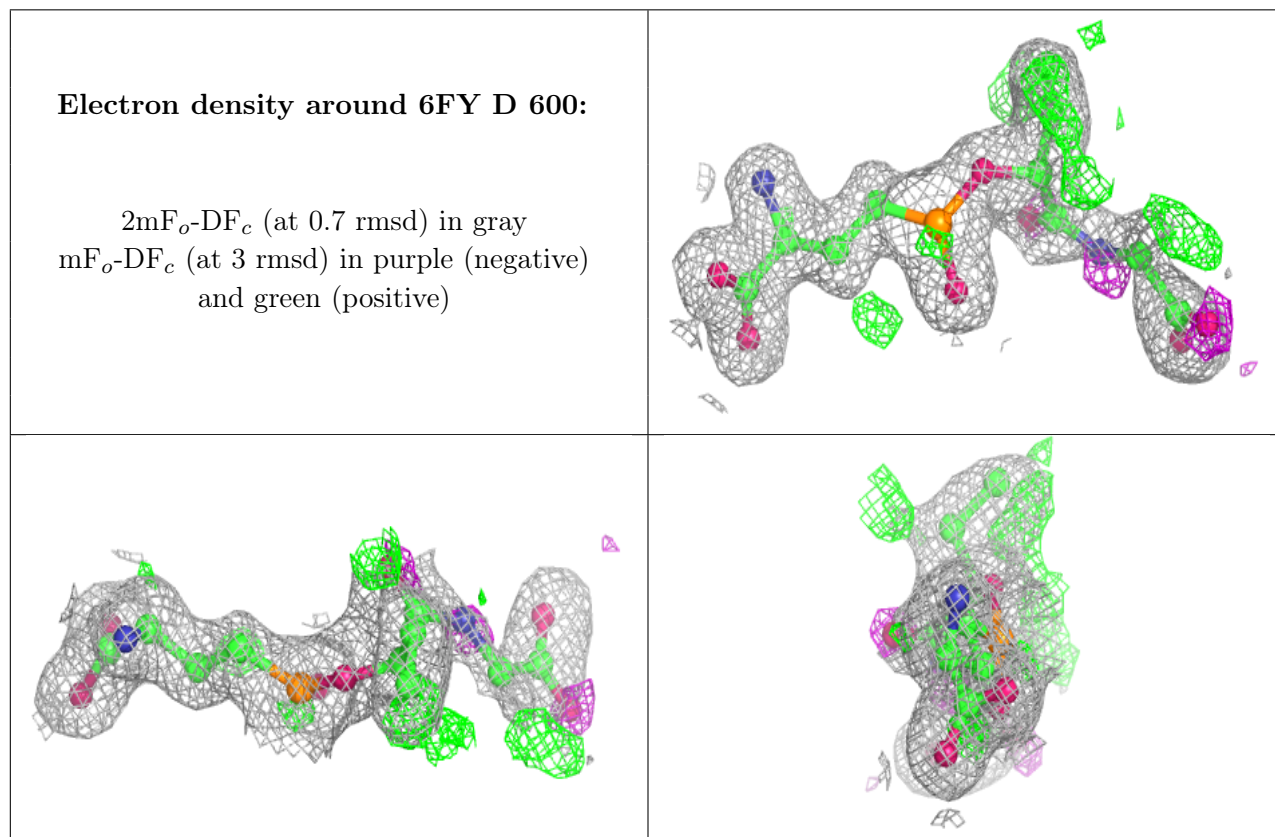 Electron density around 6FY D 600:
2mFₒ-DF𝒸 (at 0.7 rmsd) in gray
mFₒ-DF𝒸 (at 3 rmsd) in purple (negative)
and green (positive)